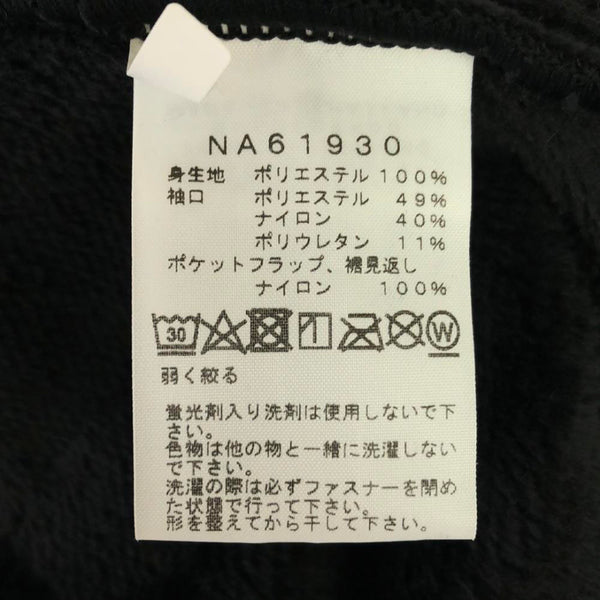 NA61930
身生地 ポリエステル 100%
袖口 ポリエステル 49%
ナイロン 40%
ポリウレタン 11%
ポケットフラップ、裾見返し
ナイロン 100%
30 W
弱く絞る
蛍光剤入り洗剤は使用しないで下
さい。
色物は他の物と一緒に洗濯しない
で下さい。
洗濯の際は必ずファスナーを閉め
た状態で行って下さい。
形を整えてから干して下さい。